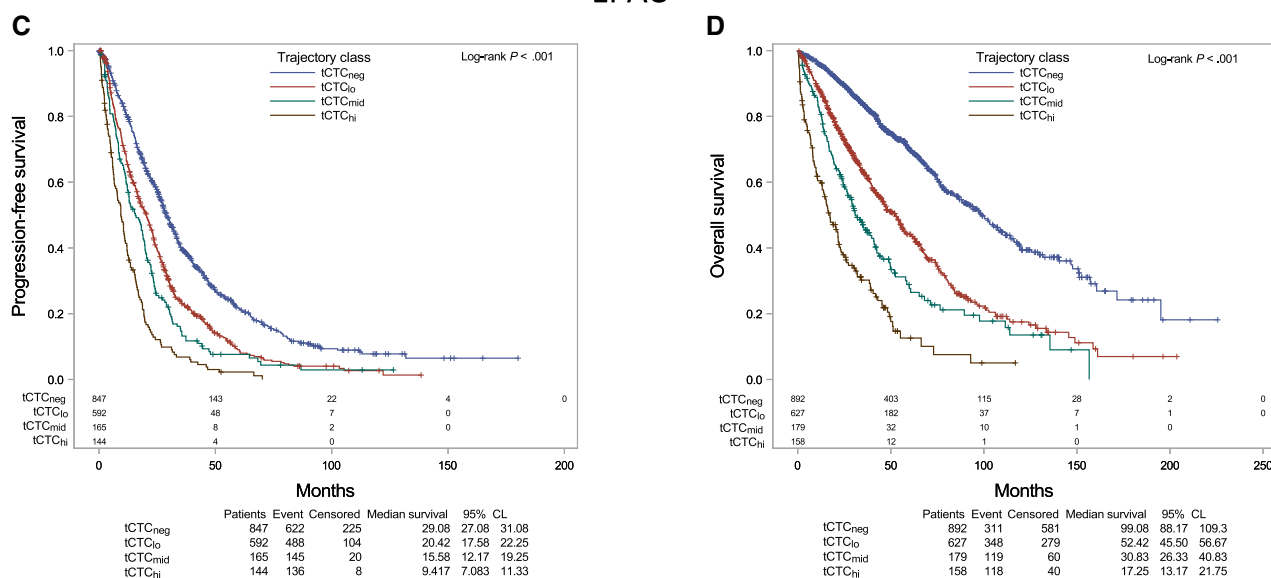 C
Trajectory class
Log-rank P < .001
tCTCneg
tCTClo
tCTCmid
tCTChi
Progression-free survival
1.0
0.8
0.6
0.4
0.2
0.0
tCTCneg 847 143 22 4 0
tCTClo 592 48 7 0
tCTCmid 165 8 2 0
tCTChi 144 4 0
0 50 100 150 200
Months
Patients Event Censored Median survival 95% CL
tCTCneg 847 622 225 29.08 27.08 31.08
tCTClo 592 488 104 20.42 17.58 22.25
tCTCmid 165 145 20 15.58 12.17 19.25
tCTChi 144 136 8 9.417 7.083 11.33
D
Trajectory class
Log-rank P < .001
tCTCneg
tCTClo
tCTCmid
tCTChi
Overall survival
1.0
0.8
0.6
0.4
0.2
0.0
tCTCneg 892 403 115 28 2 0
tCTClo 627 182 37 7 1 0
tCTCmid 179 32 10 1 0
tCTChi 158 12 1 0
0 50 100 150 200 250
Months
Patients Event Censored Median survival 95% CL
tCTCneg 892 311 581 99.08 88.17 109.3
tCTClo 627 348 279 52.42 45.50 56.67
tCTCmid 179 119 60 30.83 26.33 40.83
tCTChi 158 118 40 17.25 13.17 21.75